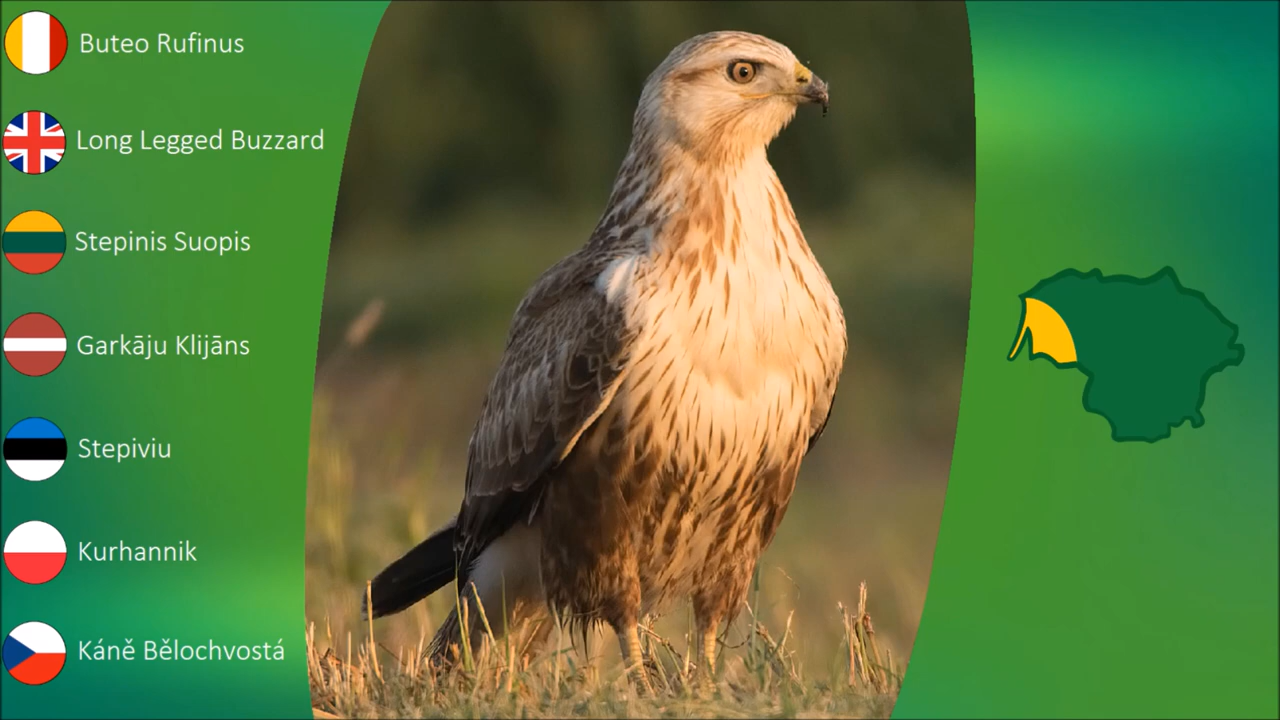 Buteo Rufinus
Long Legged Buzzard
Stepinis Suopis
Garkāju Klijāns
Stepiviu
Kurhannik
Káně Bělochvostá